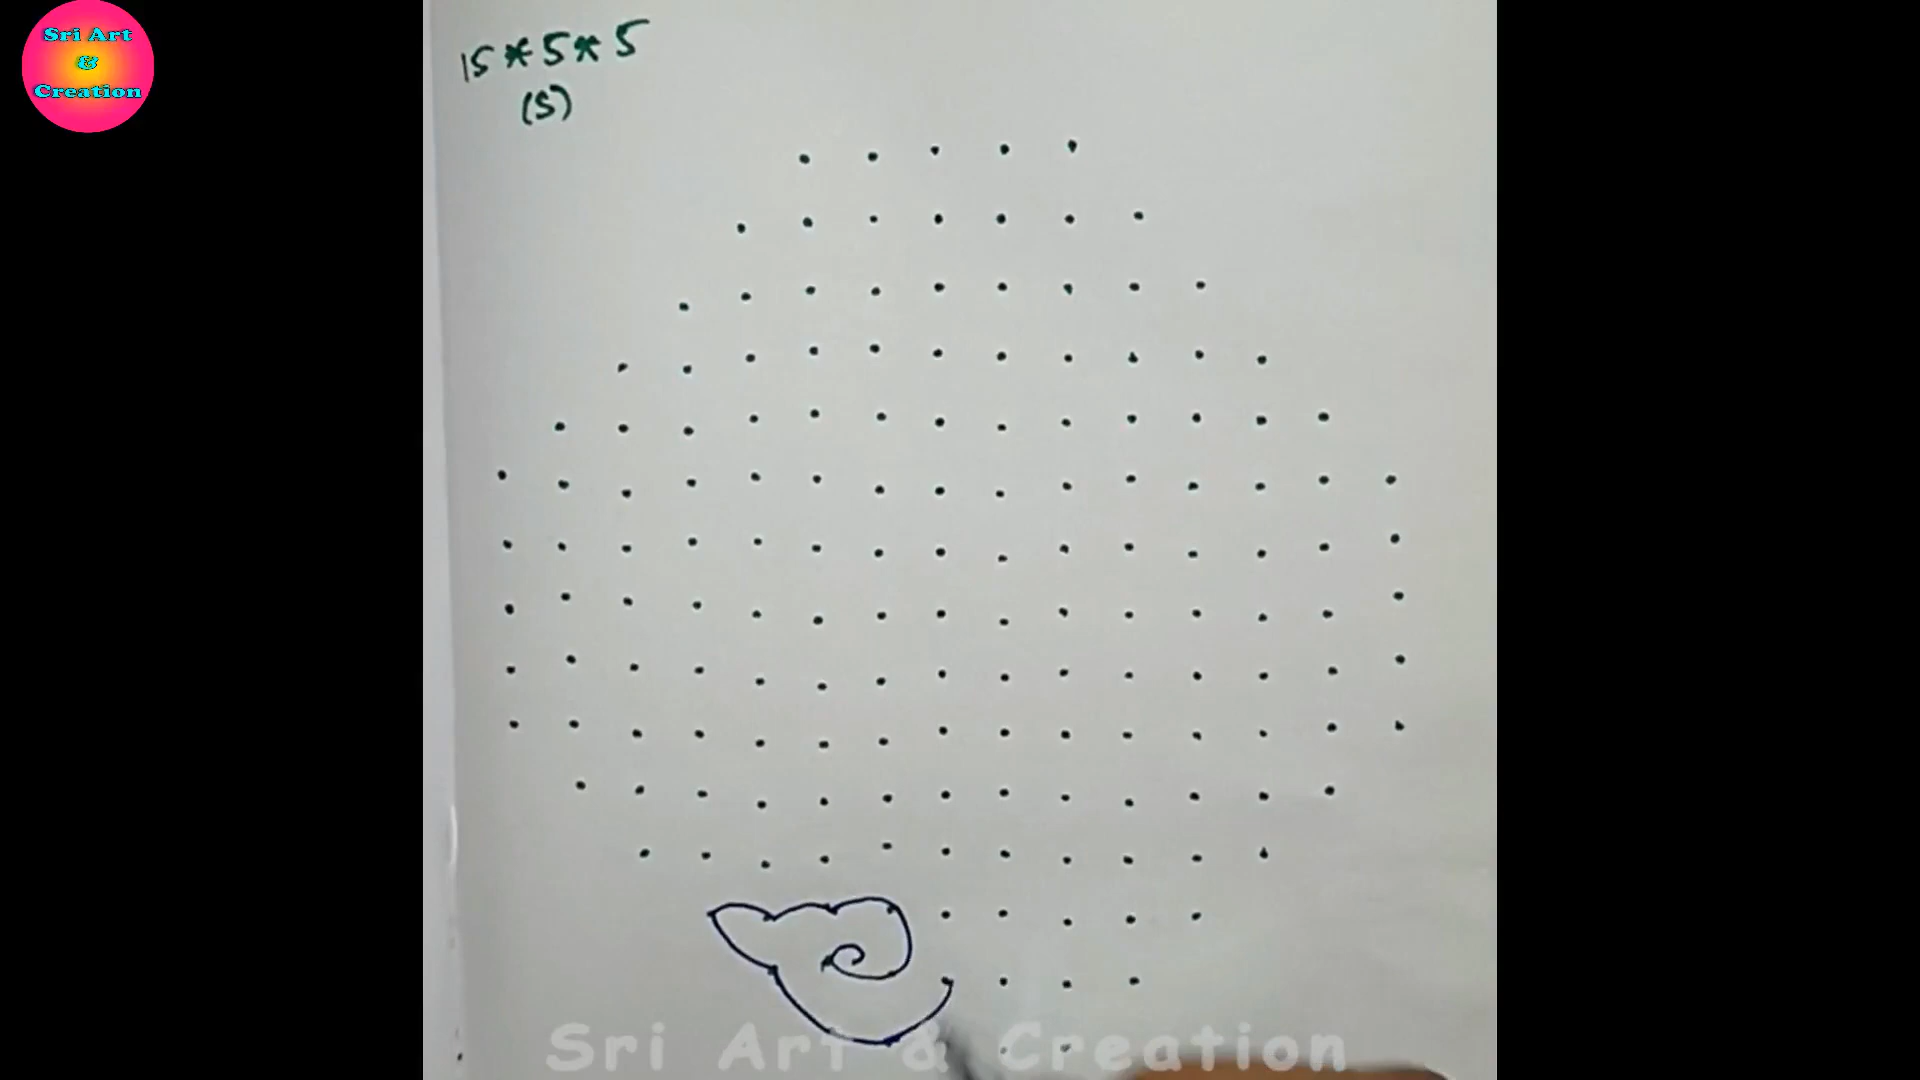 Sri Art
&
Creation
15*5*5
(5)
Sri Art & Creation